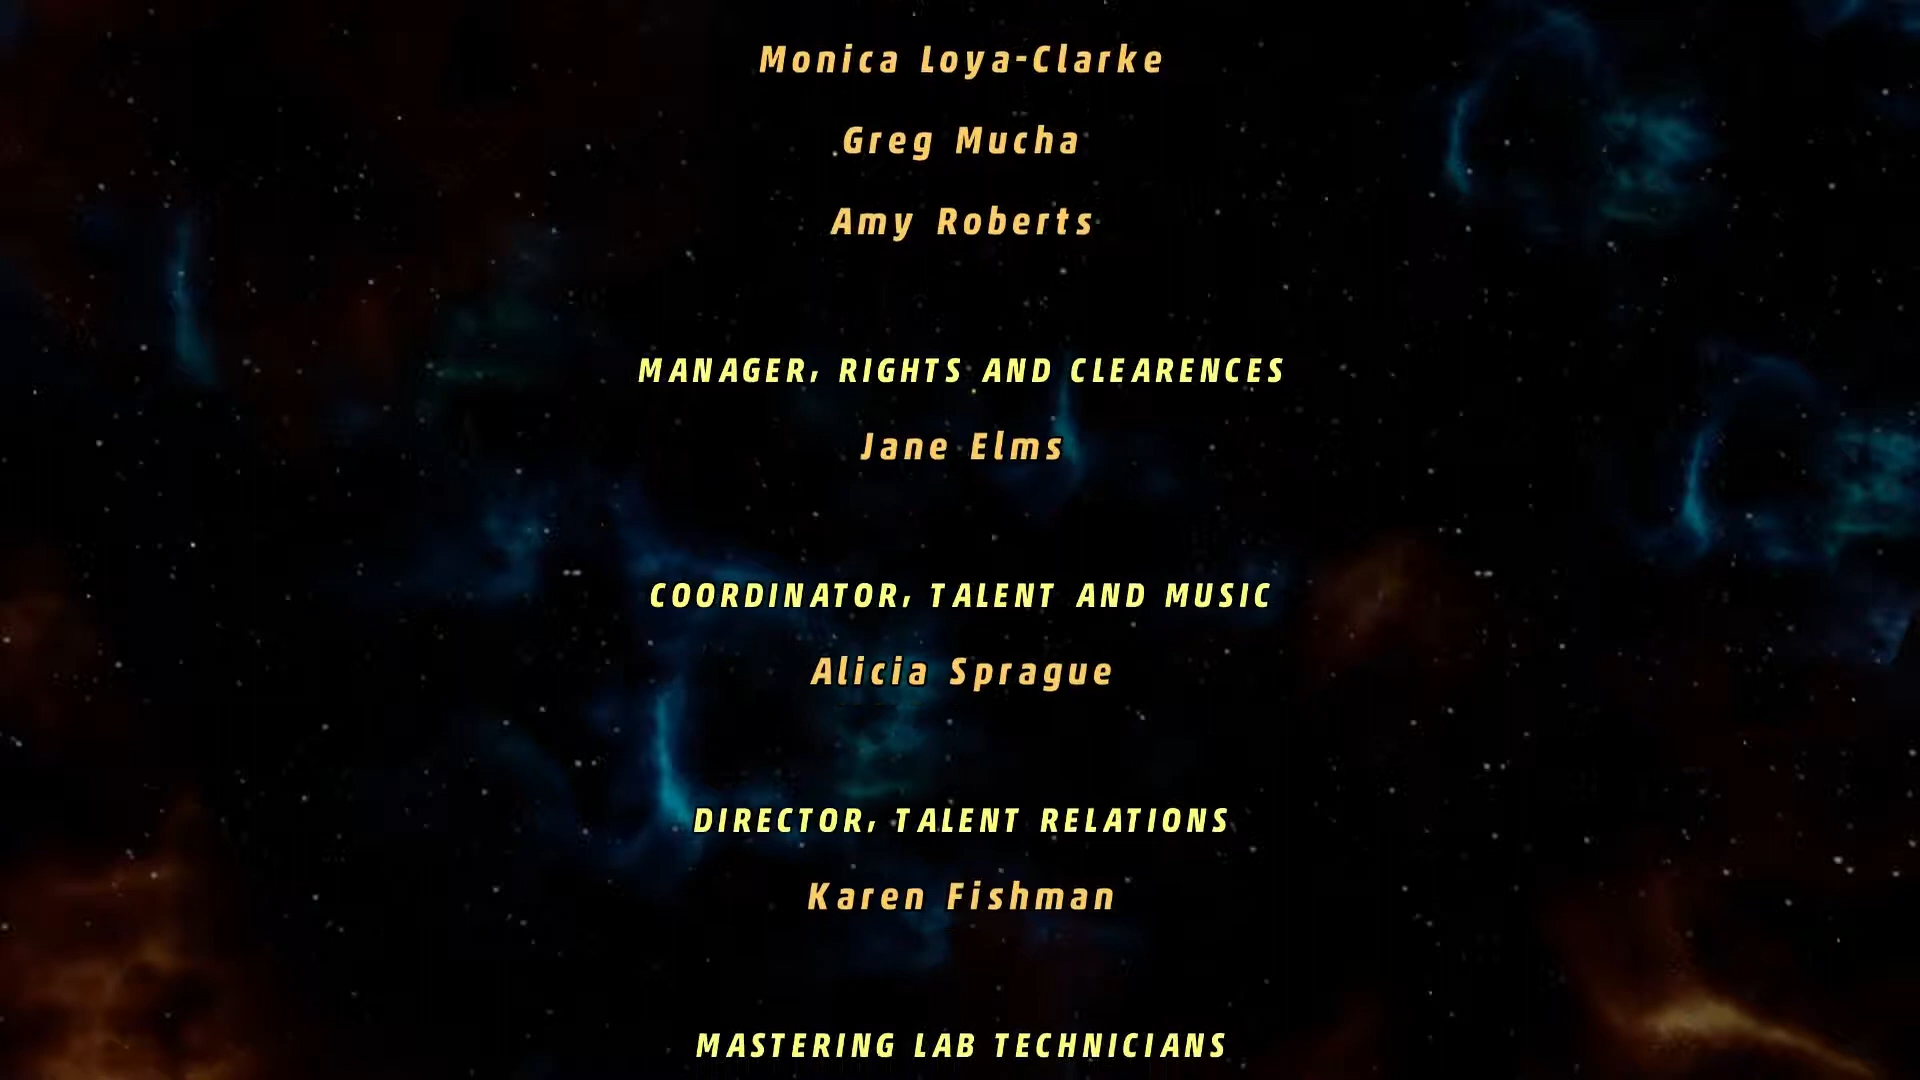 Monica Loya-Clarke
Greg Mucha
Amy Roberts
MANAGER, RIGHTS AND CLEARENCES
Jane Elms
COORDINATOR, TALENT AND MUSIC
Alicia Sprague
DIRECTOR, TALENT RELATIONS
Karen Fishman
MASTERING LAB TECHNICIANS